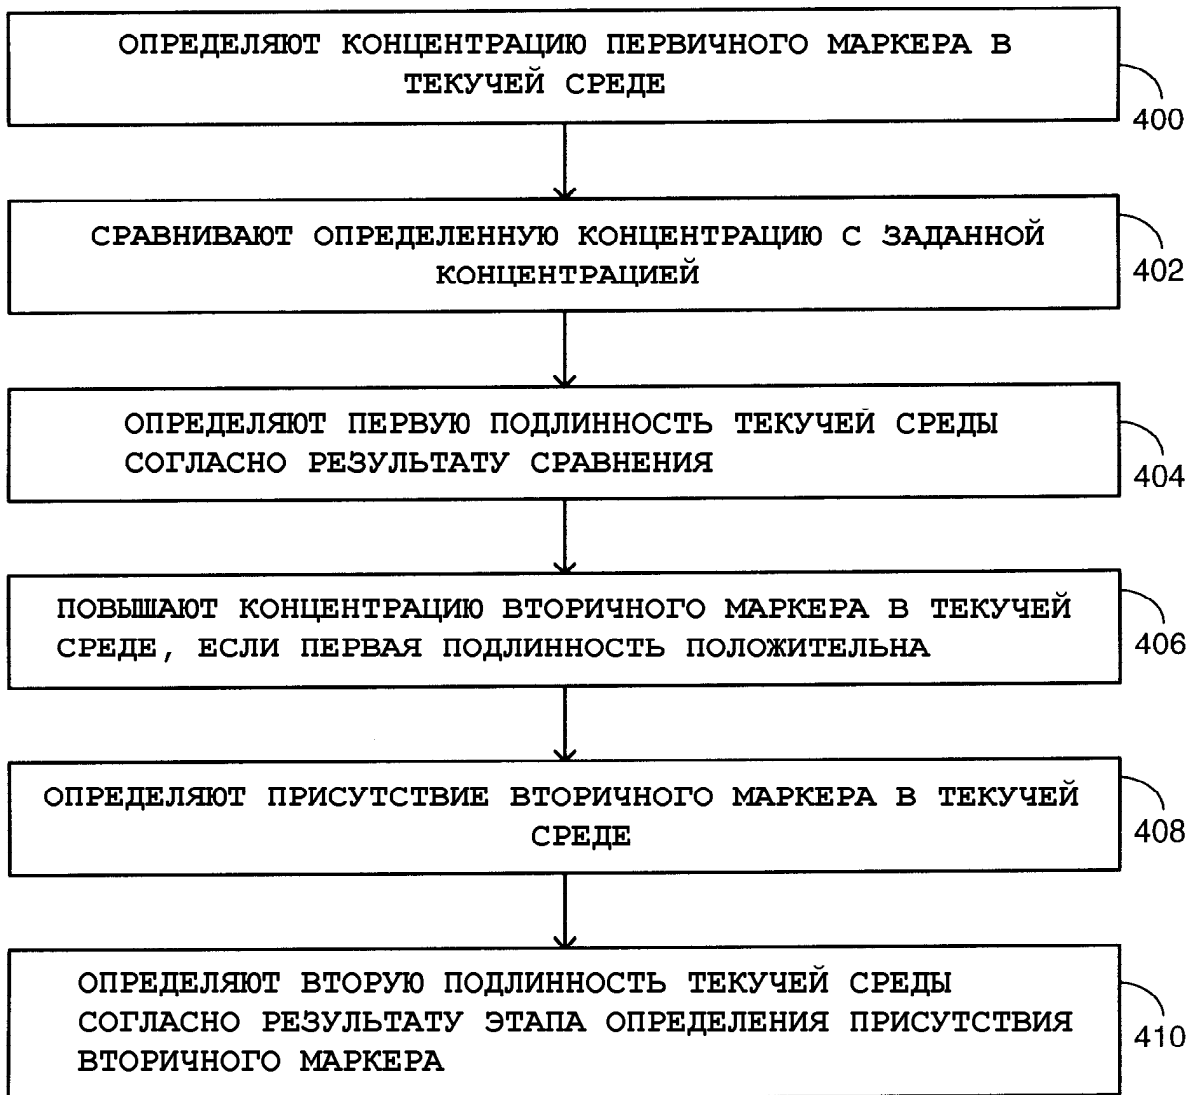 ОПРЕДЕЛЯЮТ КОНЦЕНТРАЦИЮ ПЕРВИЧНОГО МАРКЕРА В
ТЕКУЧЕЙ СРЕДЕ
400
СРАВНИВАЮТ ОПРЕДЕЛЕННУЮ КОНЦЕНТРАЦИЮ С ЗАДАННОЙ
КОНЦЕНТРАЦИЕЙ
402
ОПРЕДЕЛЯЮТ ПЕРВУЮ ПОДЛИННОСТЬ ТЕКУЧЕЙ СРЕДЫ
СОГЛАСНО РЕЗУЛЬТАТУ СРАВНЕНИЯ
404
ПОВЫШАЮТ КОНЦЕНТРАЦИЮ ВТОРИЧНОГО МАРКЕРА В ТЕКУЧЕЙ
СРЕДЕ, ЕСЛИ ПЕРВАЯ ПОДЛИННОСТЬ ПОЛОЖИТЕЛЬНА
406
ОПРЕДЕЛЯЮТ ПРИСУТСТВИЕ ВТОРИЧНОГО МАРКЕРА В ТЕКУЧЕЙ
СРЕДЕ
408
ОПРЕДЕЛЯЮТ ВТОРУЮ ПОДЛИННОСТЬ ТЕКУЧЕЙ СРЕДЫ
СОГЛАСНО РЕЗУЛЬТАТУ ЭТАПА ОПРЕДЕЛЕНИЯ ПРИСУТСТВИЯ
ВТОРИЧНОГО МАРКЕРА
410